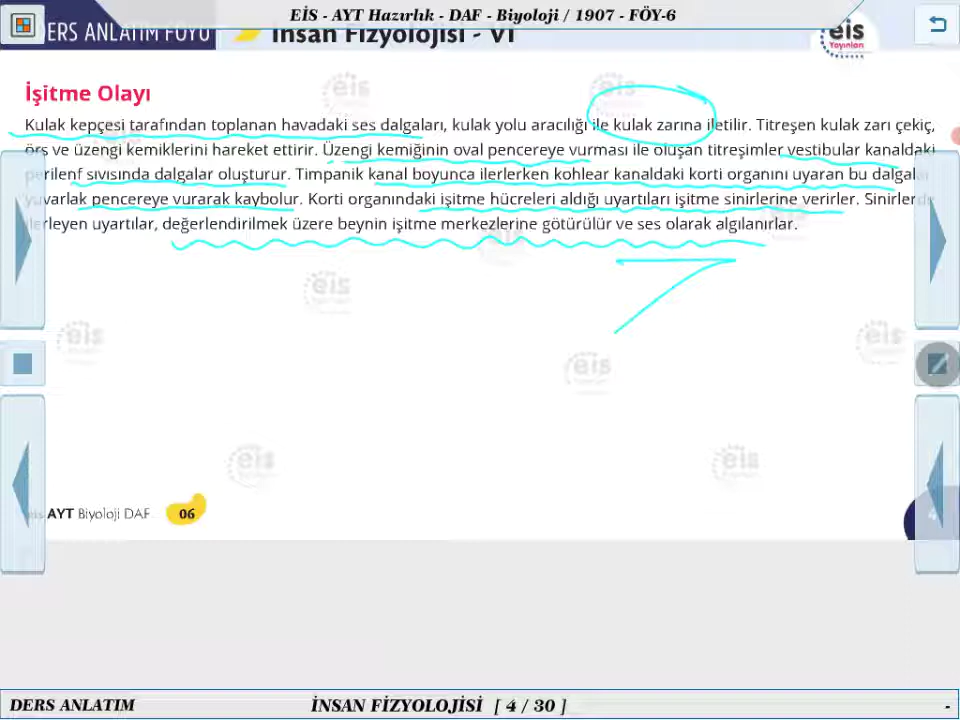 EİS - AYT Hazırlık - DAF - Biyoloji / 1907 - FÖY-6
DERS ANLATIM FÖYÜ
İnsan Fizyolojisi - VI
eis
Yayınları
İşitme Olayı
Kulak kepçesi tarafından toplanan havadaki ses dalgaları, kulak yolu aracılığı ile kulak zarına iletilir. Titreşen kulak zarı çekiç,
örs ve üzengi kemiklerini hareket ettirir. Üzengi kemiğinin oval pencereye vurması ile oluşan titreşimler vestibular kanaldaki
perilenf sıvısında dalgalar oluşturur. Timpanik kanal boyunca ilerlerken kohlear kanaldaki korti organını uyaran bu dalgalar
yuvarlak pencereye vurarak kaybolur. Korti organındaki işitme hücreleri aldığı uyartıları işitme sinirlerine verirler. Sinirlerde
ilerleyen uyartılar, değerlendirilmek üzere beynin işitme merkezlerine götürülür ve ses olarak algılanırlar.
eis AYT Biyoloji DAF 06
4
DERS ANLATIM
İNSAN FİZYOLOJİSİ [ 4 / 30 ]
-